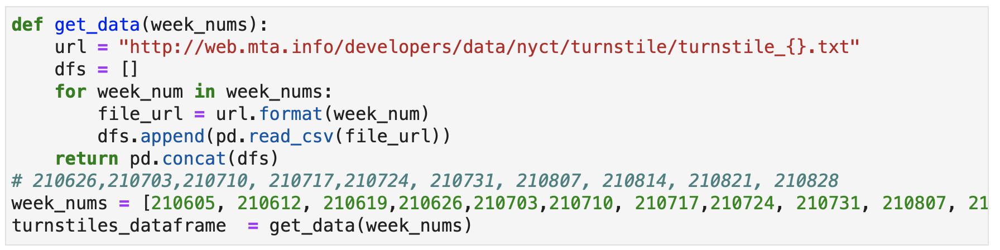 def get_data(week_nums):
    url = "http://web.mta.info/developers/data/nyct/turnstile/turnstile_{}.txt"
    dfs = []
    for week_num in week_nums:
        file_url = url.format(week_num)
        dfs.append(pd.read_csv(file_url))
    return pd.concat(dfs)
# 210626,210703,210710, 210717,210724, 210731, 210807, 210814, 210821, 210828
week_nums = [210605, 210612, 210619,210626,210703,210710, 210717,210724, 210731, 210807, 21
turnstiles_dataframe  = get_data(week_nums)